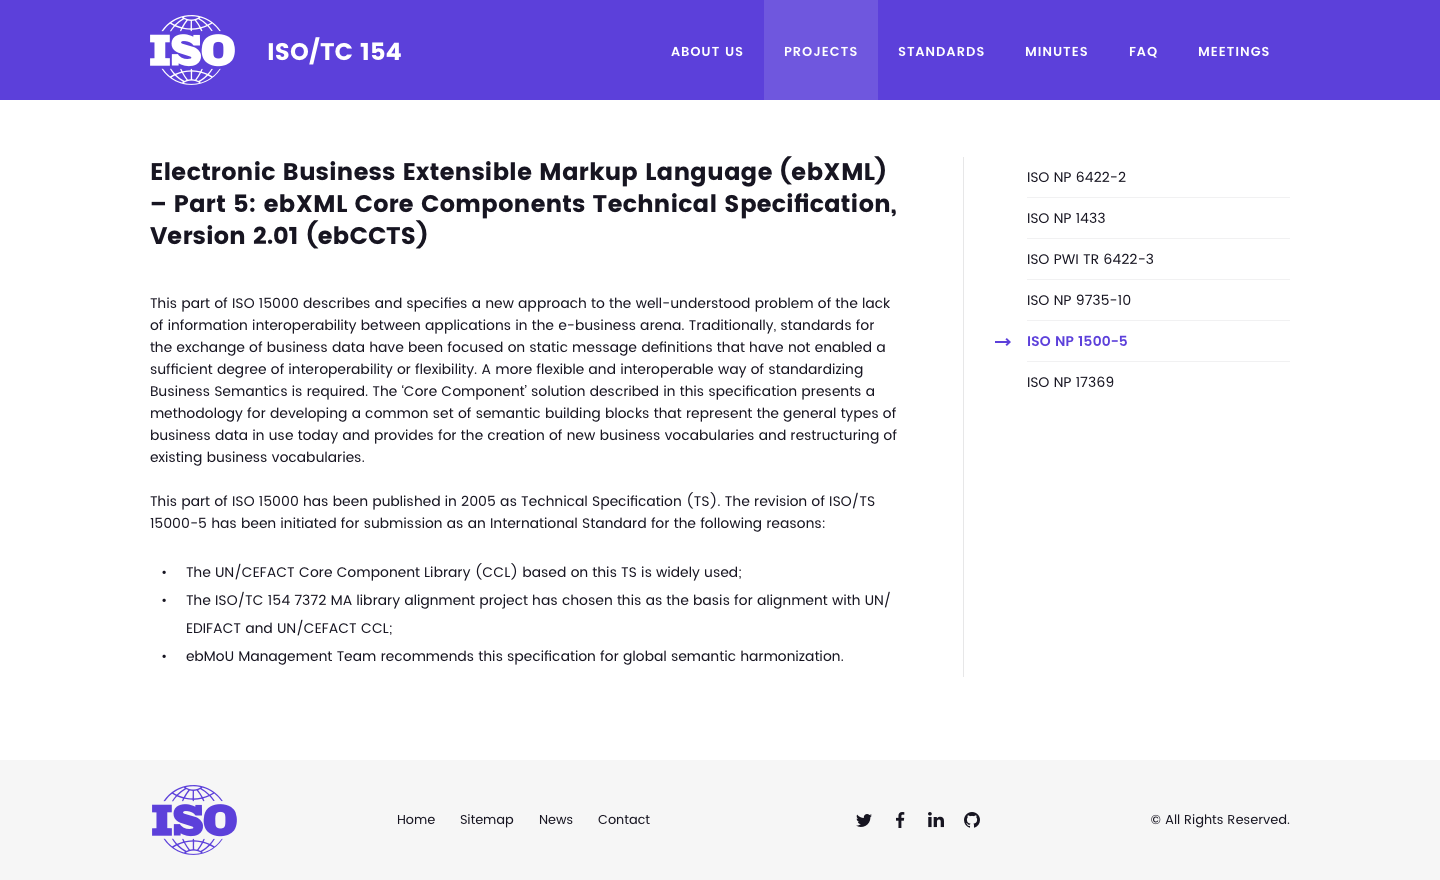 ISO
ISO/TC 154
ABOUT US
PROJECTS
STANDARDS
MINUTES
FAQ
MEETINGS
Electronic Business Extensible Markup Language (ebXML)
– Part 5: ebXML Core Components Technical Specification,
Version 2.01 (ebCCTS)
This part of ISO 15000 describes and specifies a new approach to the well-understood problem of the lack
of information interoperability between applications in the e-business arena. Traditionally, standards for
the exchange of business data have been focused on static message definitions that have not enabled a
sufficient degree of interoperability or flexibility. A more flexible and interoperable way of standardizing
Business Semantics is required. The ‘Core Component’ solution described in this specification presents a
methodology for developing a common set of semantic building blocks that represent the general types of
business data in use today and provides for the creation of new business vocabularies and restructuring of
existing business vocabularies.
This part of ISO 15000 has been published in 2005 as Technical Specification (TS). The revision of ISO/TS
15000-5 has been initiated for submission as an International Standard for the following reasons:
• The UN/CEFACT Core Component Library (CCL) based on this TS is widely used;
• The ISO/TC 154 7372 MA library alignment project has chosen this as the basis for alignment with UN/
EDIFACT and UN/CEFACT CCL;
• ebMoU Management Team recommends this specification for global semantic harmonization.
ISO NP 6422-2
ISO NP 1433
ISO PWI TR 6422-3
ISO NP 9735-10
→ ISO NP 1500-5
ISO NP 17369
ISO
Home
Sitemap
News
Contact
© All Rights Reserved.